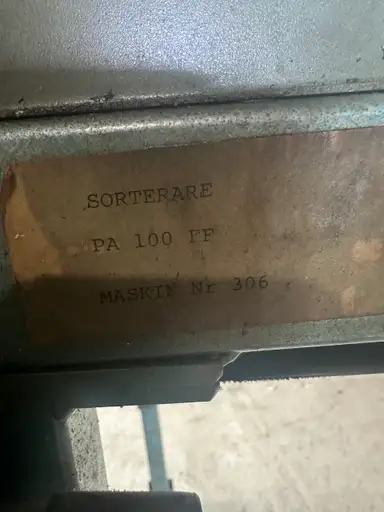 SORTERARE
PA 100 FF
MASKIN Nr 306